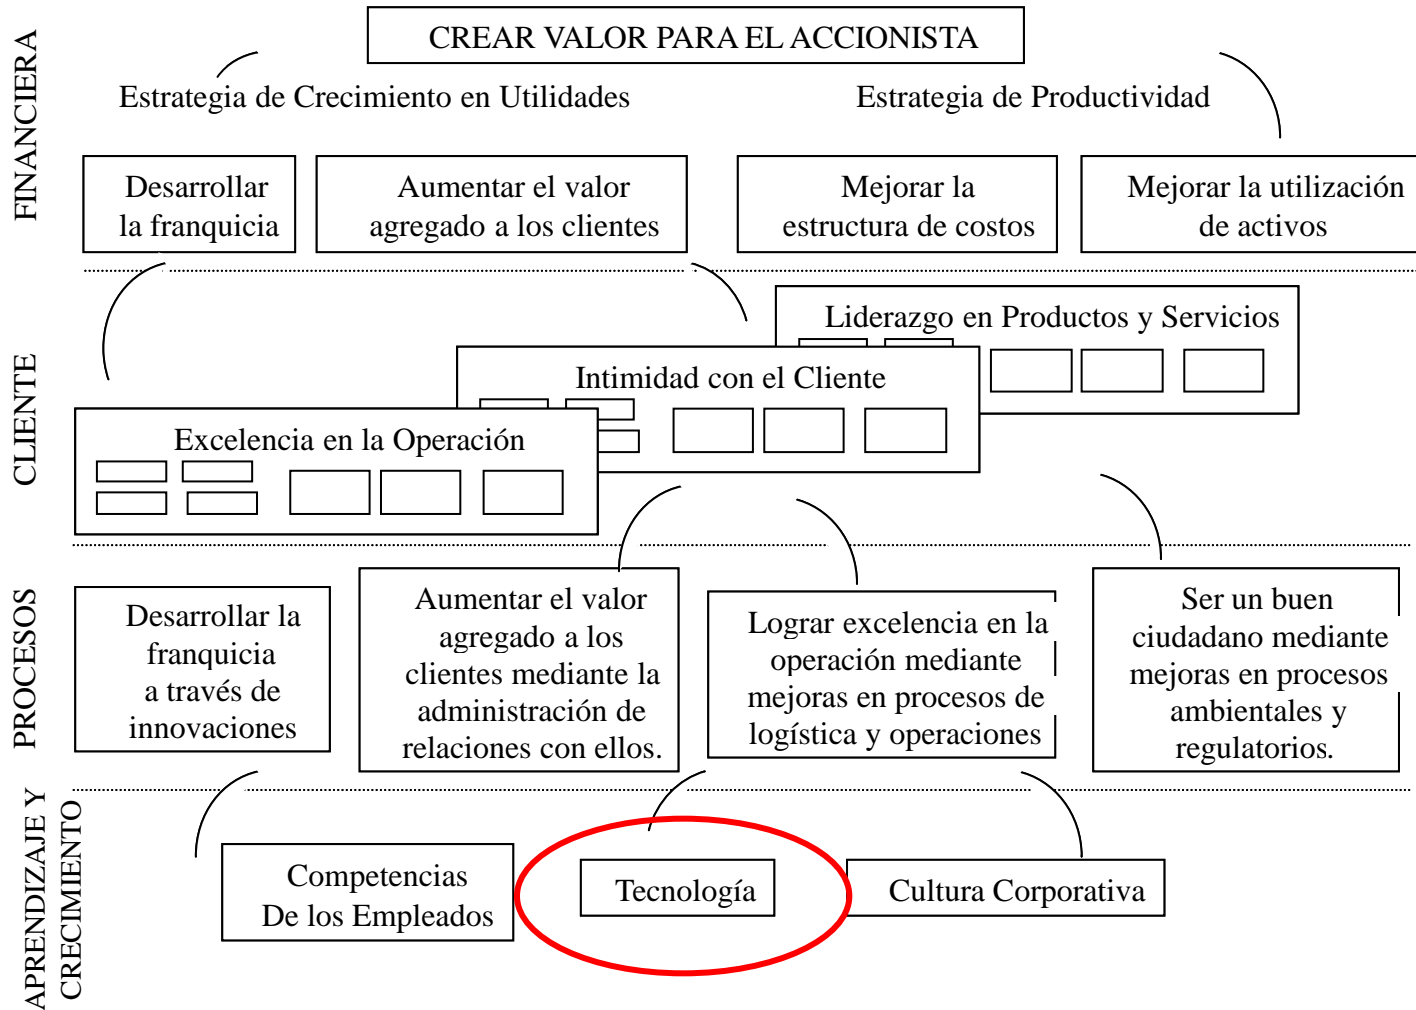 CREAR VALOR PARA EL ACCIONISTA
FINANCIERA
Estrategia de Crecimiento en Utilidades
Estrategia de Productividad
Desarrollar
la franquicia
Aumentar el valor
agregado a los clientes
Mejorar la
estructura de costos
Mejorar la utilización
de activos
CLIENTE
Liderazgo en Productos y Servicios
Intimidad con el Cliente
Excelencia en la Operación
PROCESOS
Desarrollar la
franquicia
a través de
innovaciones
Aumentar el valor
agregado a los
clientes mediante la
administración de
relaciones con ellos.
Lograr excelencia en la
operación mediante
mejoras en procesos de
logística y operaciones
Ser un buen
ciudadano mediante
mejoras en procesos
ambientales y
regulatorios.
APRENDIZAJE Y
CRECIMIENTO
Competencias
De los Empleados
Tecnología
Cultura Corporativa